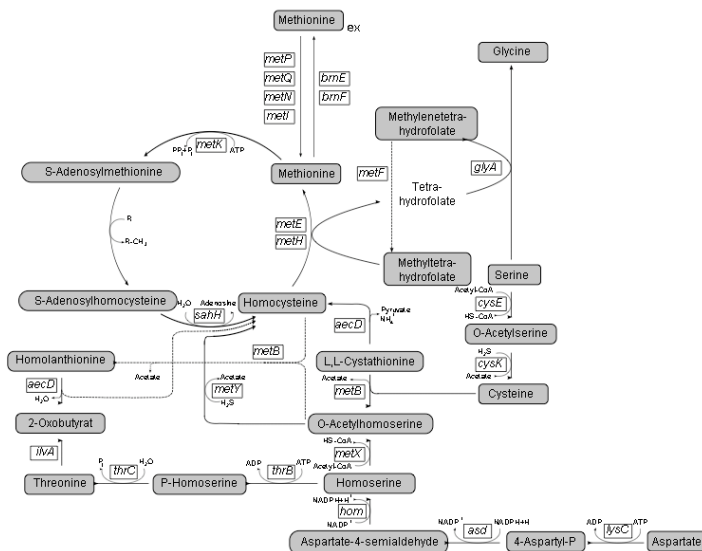 Methionine
ex
Glycine
metP
metQ
metN
metI
brnE
brnF
Methylenetetra-
hydrofolate
metK
PPi+Pi
ATP
S-Adenosylmethionine
Methionine
metF
glyA
Tetra-
hydrofolate
R
R-CH3
metE
metH
Methyltetra-
hydrofolate
Serine
Acetyl-CoA
cysE
HS-CoA
S-Adenosylhomocysteine
H2O
Adenosine
sahH
Homocysteine
aecD
Pyruvate
NH4
O-Acetylserine
H2S
cysK
Acetate
Homolanthionine
metB
Acetate
L,L-Cystathionine
aecD
H2O
Acetate
metY
H2S
Acetate
metB
Cysteine
2-Oxobutyrat
O-Acetylhomoserine
ilvA
HS-CoA
metX
Acetyl-CoA
Pi
thrC
H2O
ADP
thrB
ATP
Threonine
P-Homoserine
Homoserine
NADPH+H+
hom
NADP+
NADP+
asd
NADPH+H
ADP
lysC
ATP
Aspartate-4-semialdehyde
4-Aspartyl-P
Aspartate